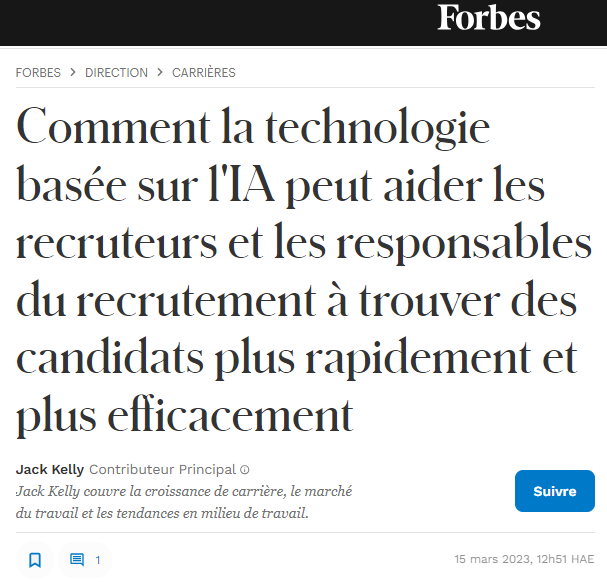 Forbes
FORBES > DIRECTION > CARRIÈRES
Comment la technologie
basée sur l'IA peut aider les
recruteurs et les responsables
du recrutement à trouver des
candidats plus rapidement et
plus efficacement
Jack Kelly Contributeur Principal
Jack Kelly couvre la croissance de carrière, le marché
du travail et les tendances en milieu de travail.
Suivre
1
15 mars 2023, 12h51 HAE